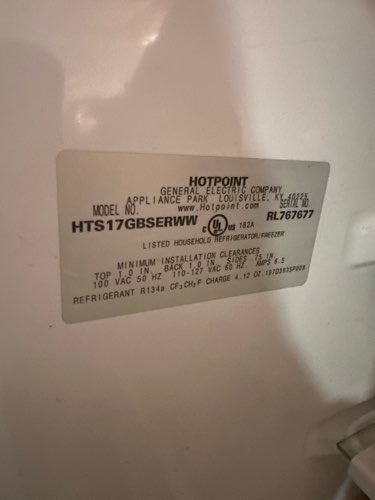 HOTPOINT
GENERAL ELECTRIC COMPANY
APPLIANCE PARK LOUISVILLE, KY 40225
MODEL NO. www.Hotpoint.com SERIAL NO.
HTS17GBSERWW c UL us 182A RL767677
LISTED HOUSEHOLD REFRIGERATOR/FREEZER
MINIMUM INSTALLATION CLEARANCES
TOP 1.0 IN. BACK 1.0 IN. SIDES .75 IN.
100 VAC 50 HZ. 110-127 VAC 60 HZ. AMPS 6.5
REFRIGERANT R134a CF3CH2F CHARGE 4.12 OZ.